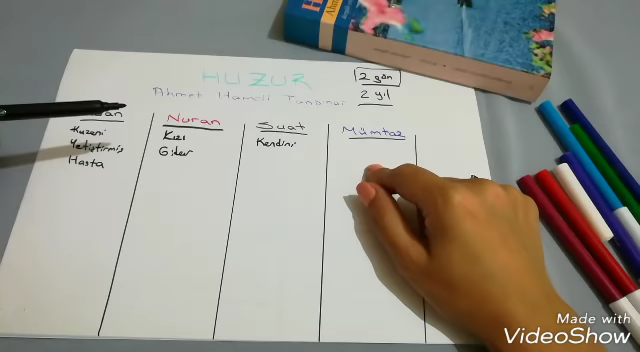 HUZUR
2 gün
2 yıl
Ahmet Hamdi Tanpınar
Nuran
Suat
Mümtaz
Kuzeni
Yetiştirmiş
Hasta
Kızı
Gider
Kendini
Made with
VideoShow